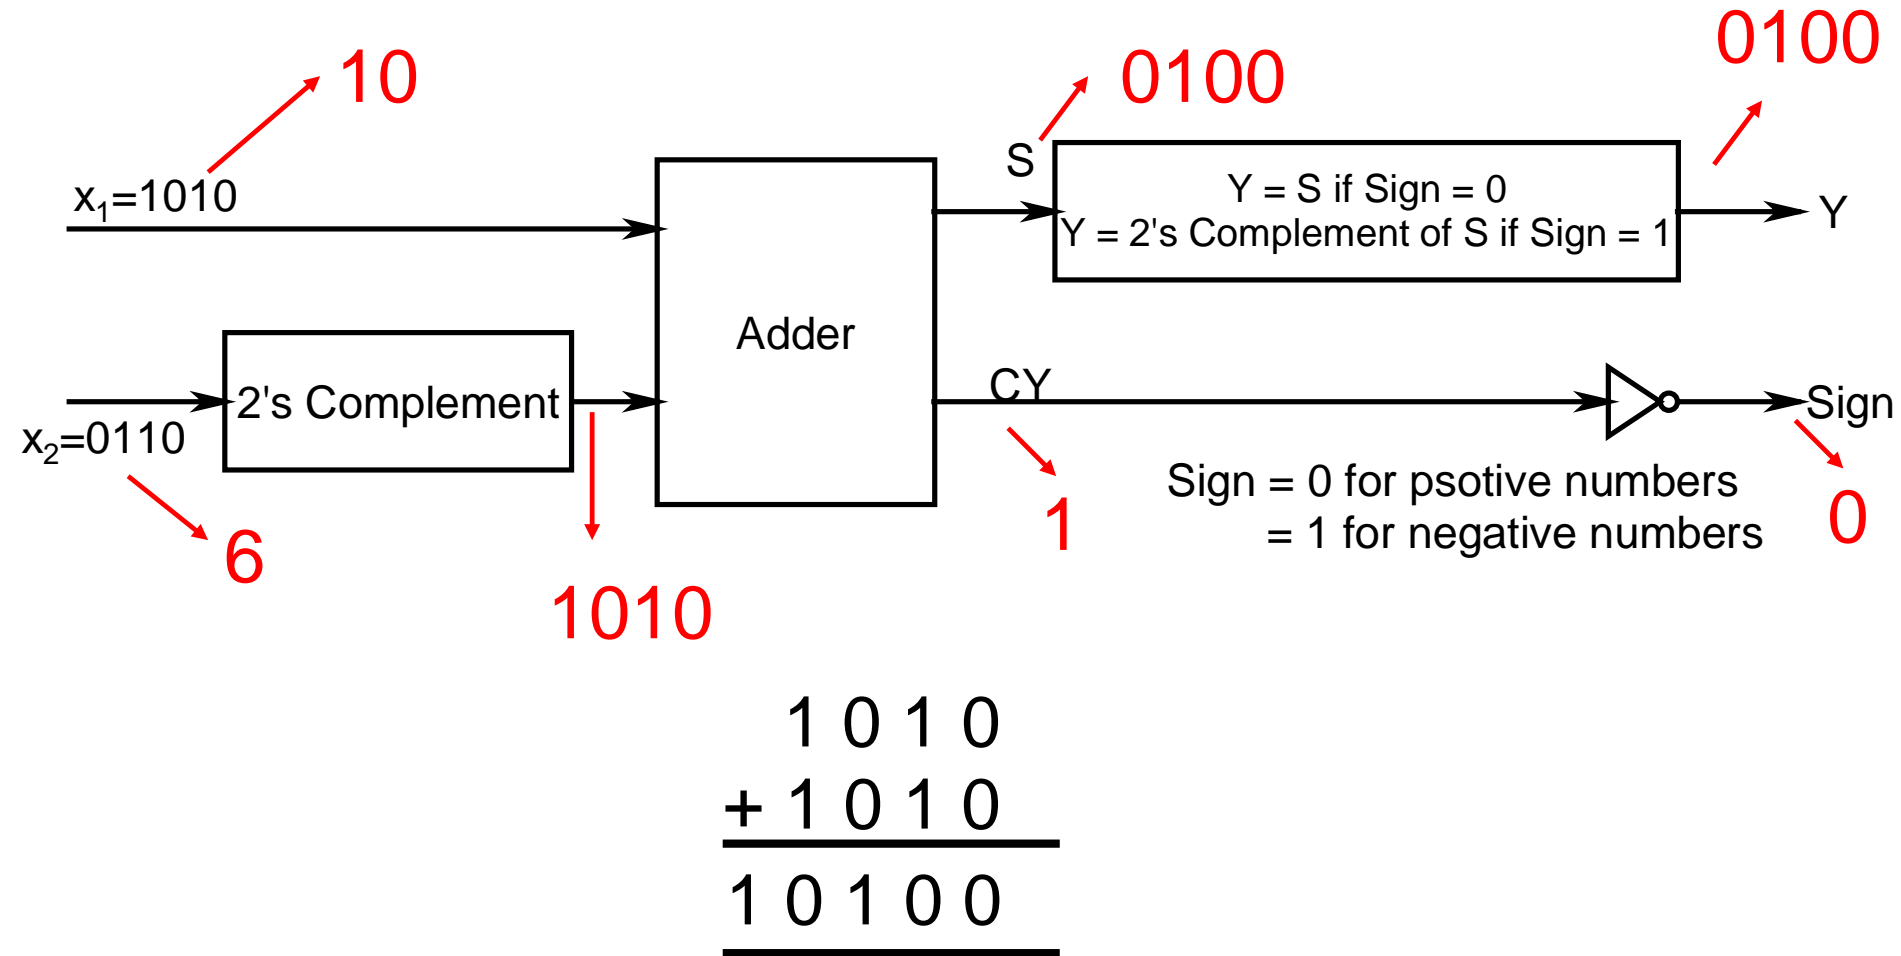 10
0100
0100
S
x₁=1010
Y = S if Sign = 0
Y = 2's Complement of S if Sign = 1
Y
Adder
2's Complement
CY
Sign
x₂=0110
Sign = 0 for psotive numbers
= 1 for negative numbers
6
1
0
1010
1 0 1 0
+ 1 0 1 0
1 0 1 0 0